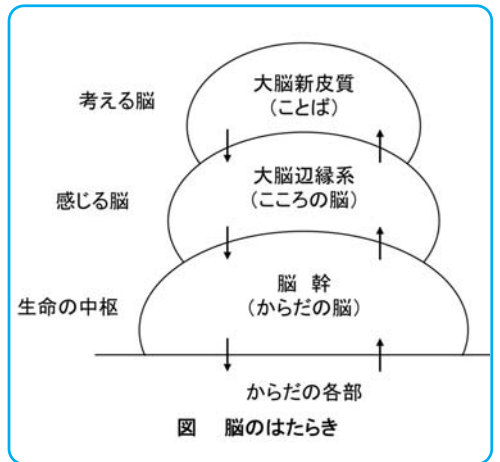 考える脳
大脳新皮質
(ことば)
感じる脳
大脳辺縁系
(こころの脳)
生命の中枢
脳　幹
(からだの脳)
からだの各部
図　脳のはたらき